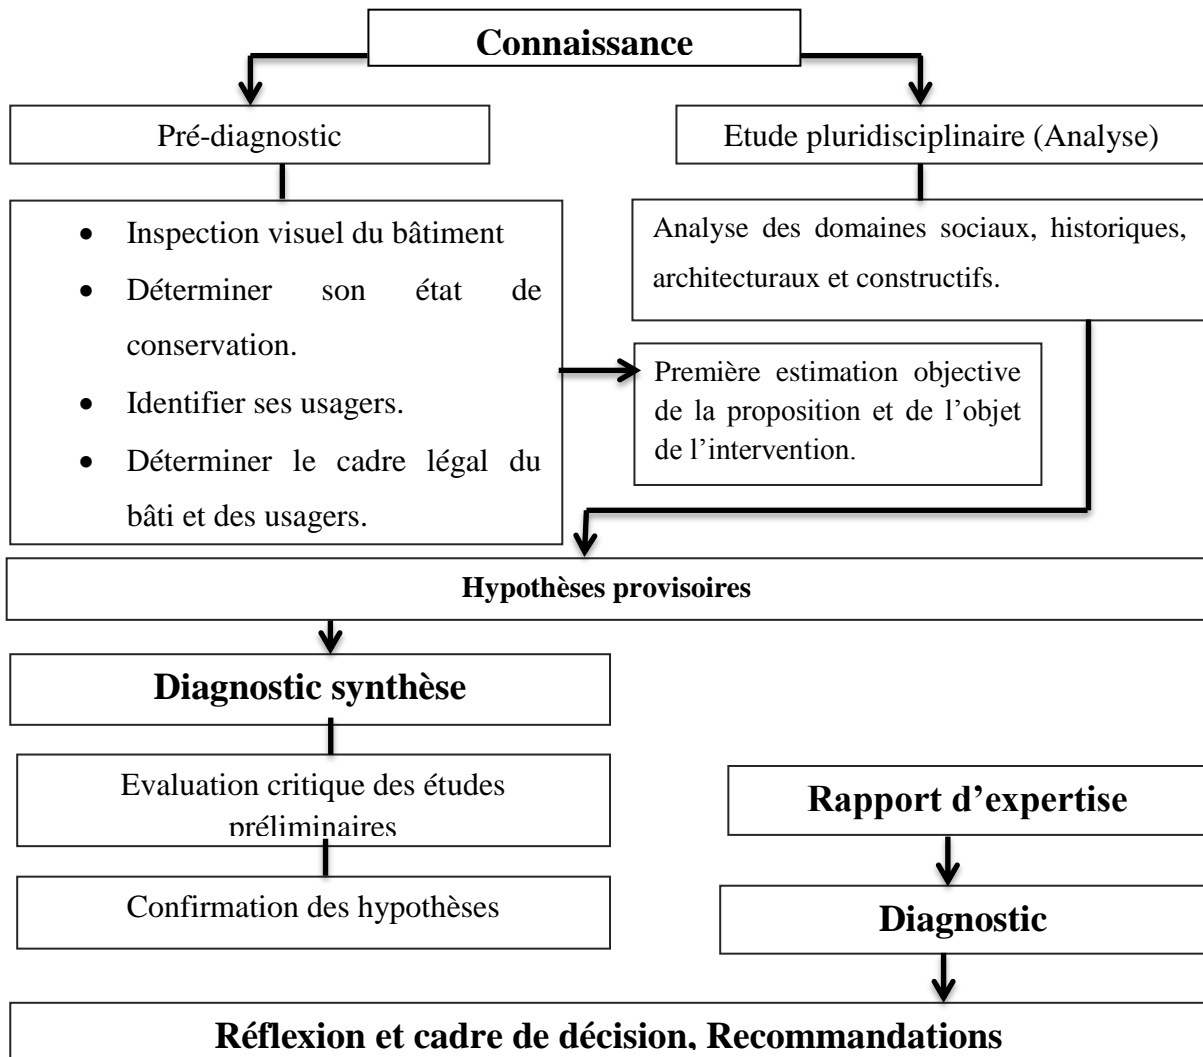 Connaissance
Pré-diagnostic
Etude pluridisciplinaire (Analyse)
• Inspection visuel du bâtiment
• Déterminer son état de
conservation.
• Identifier ses usagers.
• Déterminer le cadre légal du
bâti et des usagers.
Analyse des domaines sociaux, historiques,
architecturaux et constructifs.
Première estimation objective
de la proposition et de l’objet
de l’intervention.
Hypothèses provisoires
Diagnostic synthèse
Evaluation critique des études
préliminaires
Confirmation des hypothèses
Rapport d’expertise
Diagnostic
Réflexion et cadre de décision, Recommandations